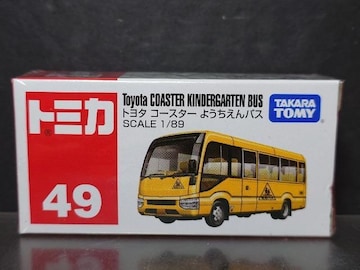 トミカ
49
Toyota COASTER KINDERGARTEN BUS
トヨタ コースター ようちえんバス
SCALE 1/89
TAKARA
TOMY